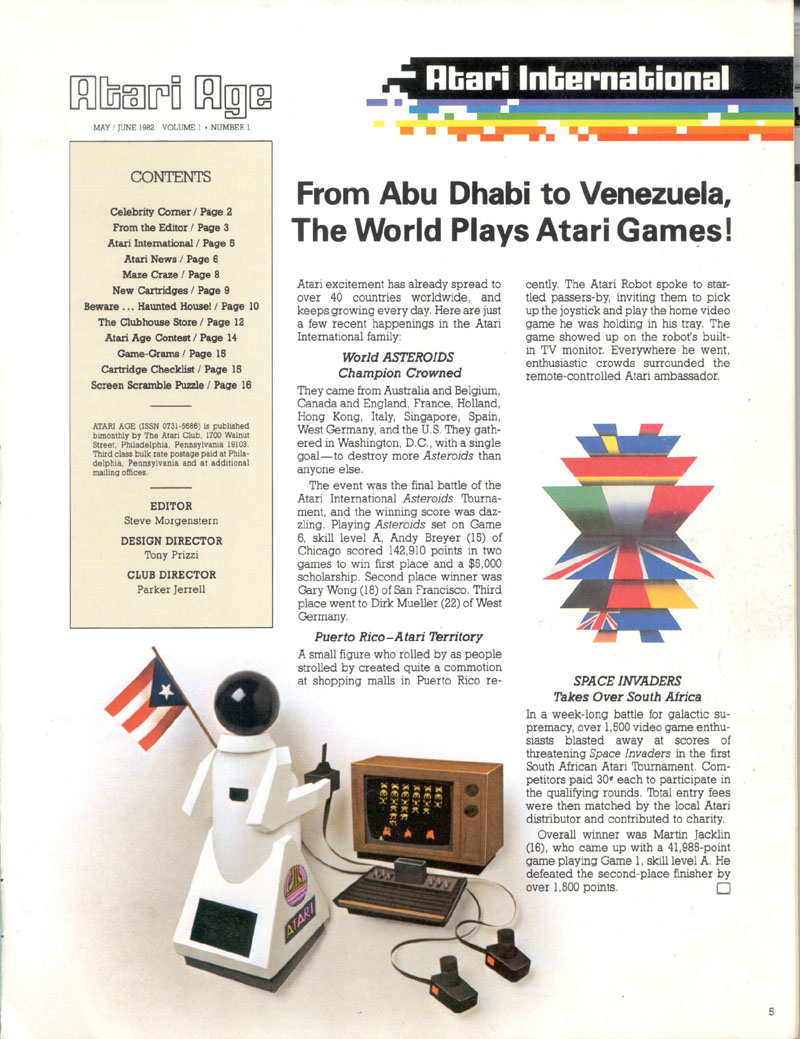 Atari Age
MAY / JUNE 1982 VOLUME 1 • NUMBER 1
CONTENTS
Celebrity Corner / Page 2
From the Editor / Page 3
Atari International / Page 5
Atari News / Page 6
Maze Craze / Page 8
New Cartridges / Page 9
Beware . . . Haunted House! / Page 10
The Clubhouse Store / Page 12
Atari Age Contest / Page 14
Game-Grams / Page 15
Cartridge Checklist / Page 15
Screen Scramble Puzzle / Page 16
ATARI AGE (ISSN 0731-5686) is published
bimonthly by The Atari Club, 1700 Walnut
Street, Philadelphia, Pennsylvania 19103.
Third class bulk rate postage paid at Phila-
delphia, Pennsylvania and at additional
mailing offices.
EDITOR
Steve Morgenstern
DESIGN DIRECTOR
Tony Prizzi
CLUB DIRECTOR
Parker Jerrell
Atari International
From Abu Dhabi to Venezuela,
The World Plays Atari Games!
Atari excitement has already spread to
over 40 countries worldwide, and
keeps growing every day. Here are just
a few recent happenings in the Atari
International family:
World ASTEROIDS
Champion Crowned
They came from Australia and Belgium,
Canada and England, France, Holland,
Hong Kong, Italy, Singapore, Spain,
West Germany, and the U.S. They gath-
ered in Washington, D.C., with a single
goal—to destroy more Asteroids than
anyone else.
The event was the final battle of the
Atari International Asteroids Tourna-
ment, and the winning score was daz-
zling. Playing Asteroids set on Game
6, skill level A, Andy Breyer (15) of
Chicago scored 142,910 points in two
games to win first place and a $5,000
scholarship. Second place winner was
Gary Wong (18) of San Francisco. Third
place went to Dirk Mueller (22) of West
Germany.
Puerto Rico–Atari Territory
A small figure who rolled by as people
strolled by created quite a commotion
at shopping malls in Puerto Rico re-
cently. The Atari Robot spoke to star-
tled passers-by, inviting them to pick
up the joystick and play the home video
game he was holding in his tray. The
game showed up on the robot's built-
in TV monitor. Everywhere he went,
enthusiastic crowds surrounded the
remote-controlled Atari ambassador.
SPACE INVADERS
Takes Over South Africa
In a week-long battle for galactic su-
premacy, over 1,500 video game enthu-
siasts blasted away at scores of
threatening Space Invaders in the first
South African Atari Tournament. Com-
petitors paid 30¢ each to participate in
the qualifying rounds. Total entry fees
were then matched by the local Atari
distributor and contributed to charity.
Overall winner was Martin Jacklin
(16), who came up with a 41,985-point
game playing Game 1, skill level A. He
defeated the second-place finisher by
over 1,500 points.
ATARI
5